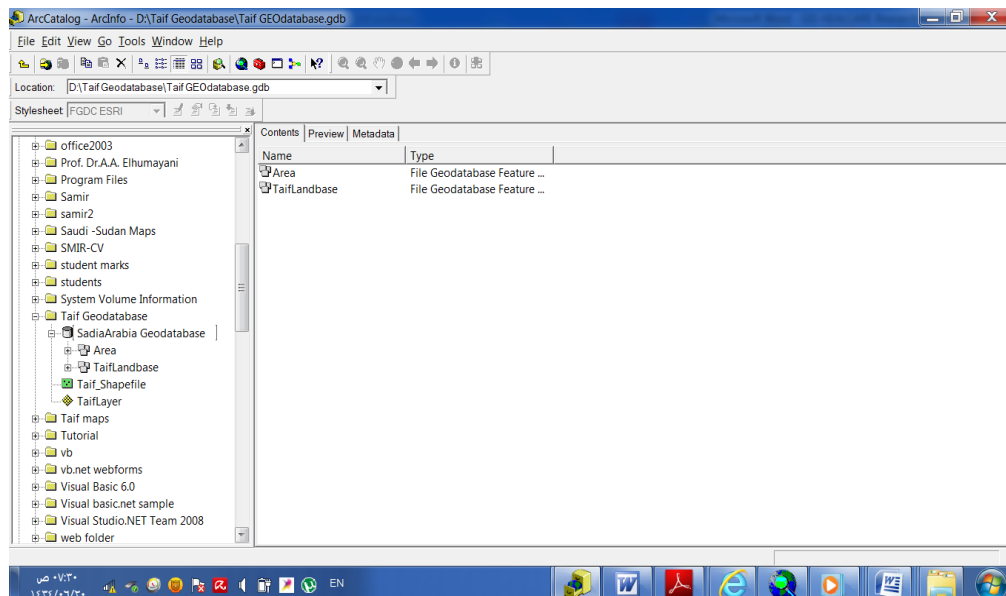 ArcCatalog - ArcInfo - D:\Taif Geodatabase\Taif GEOdatabase.gdb
File Edit View Go Tools Window Help
Location: D:\Taif Geodatabase\Taif GEOdatabase.gdb
Stylesheet: FGDC ESRI
Contents Preview Metadata
Name Type
Area File Geodatabase Feature ...
TaifLandbase File Geodatabase Feature ...
office2003
Prof. Dr.A.A. Elhumayani
Program Files
Samir
samir2
Saudi -Sudan Maps
SMIR-CV
student marks
students
System Volume Information
Taif Geodatabase
SadiaArabia Geodatabase
Area
TaifLandbase
Taif_Shapefile
TaifLayer
Taif maps
Tutorial
vb
vb.net webforms
Visual Basic 6.0
Visual basic.net sample
Visual Studio.NET Team 2008
web folder
٠٧:٣٠ ص
EN